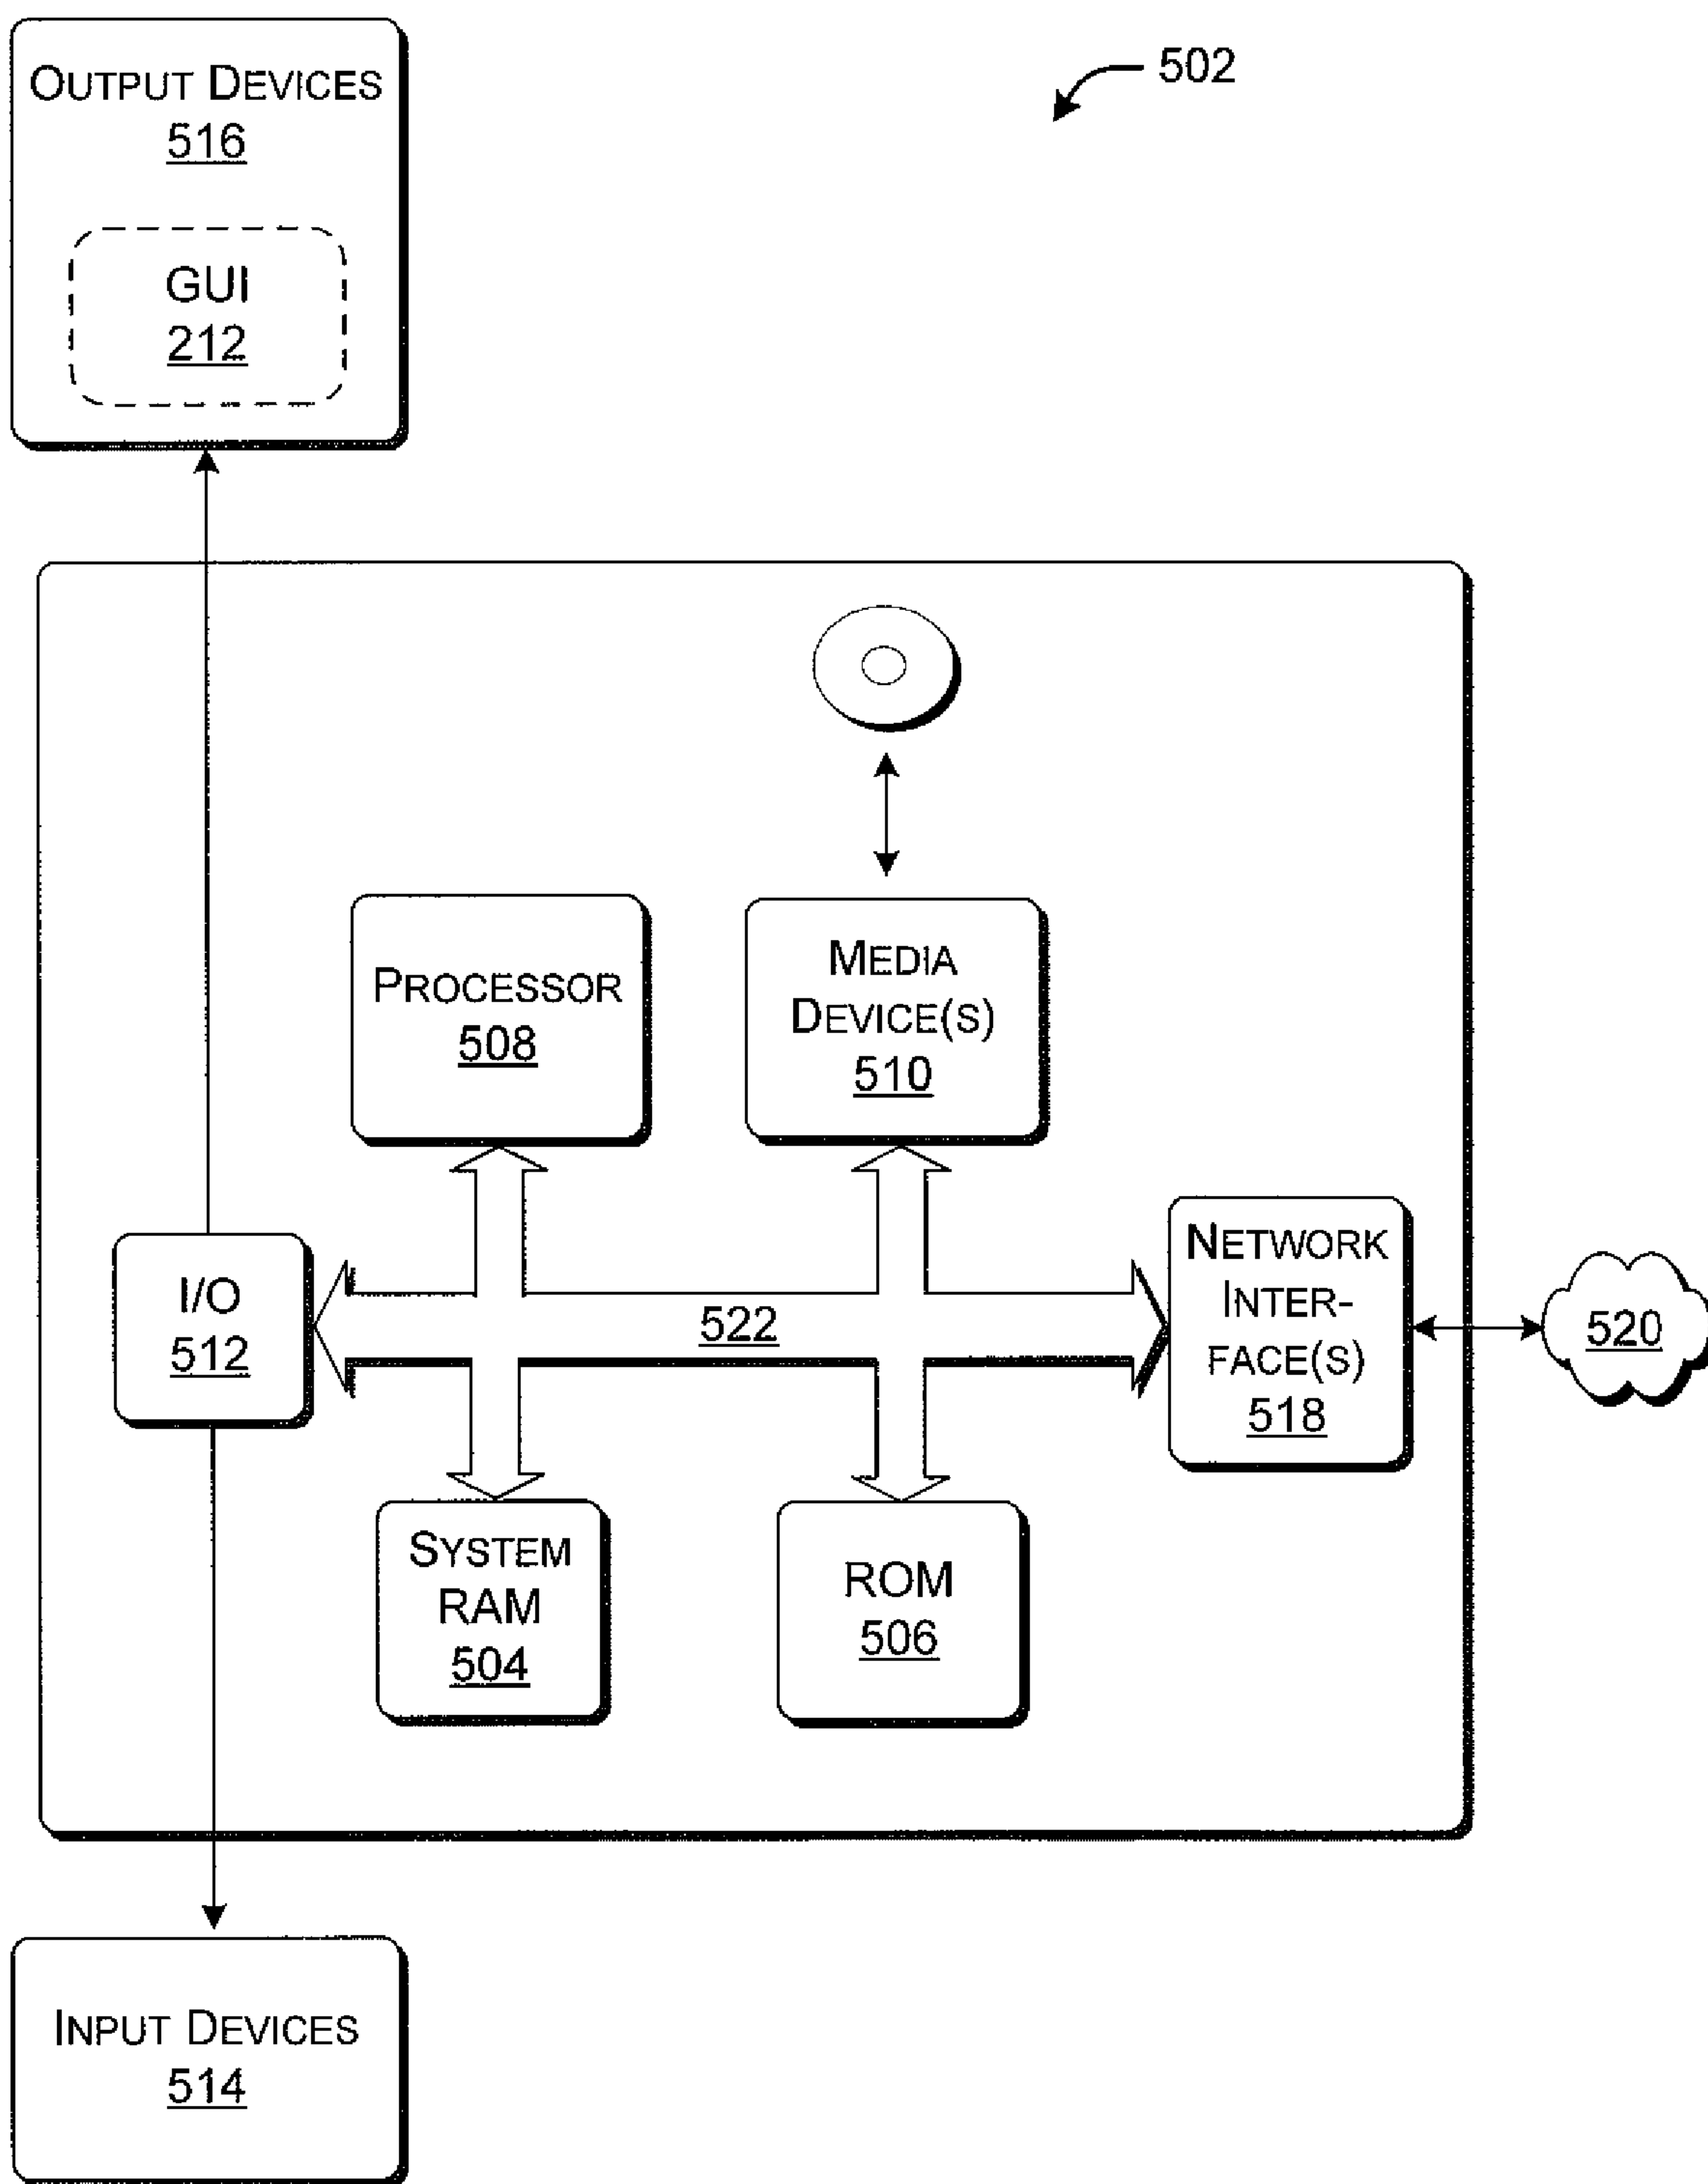 OUTPUT DEVICES
516
GUI
212
502
PROCESSOR
508
MEDIA
DEVICE(S)
510
I/O
512
522
NETWORK
INTER-
FACE(S)
518
520
SYSTEM
RAM
504
ROM
506
INPUT DEVICES
514